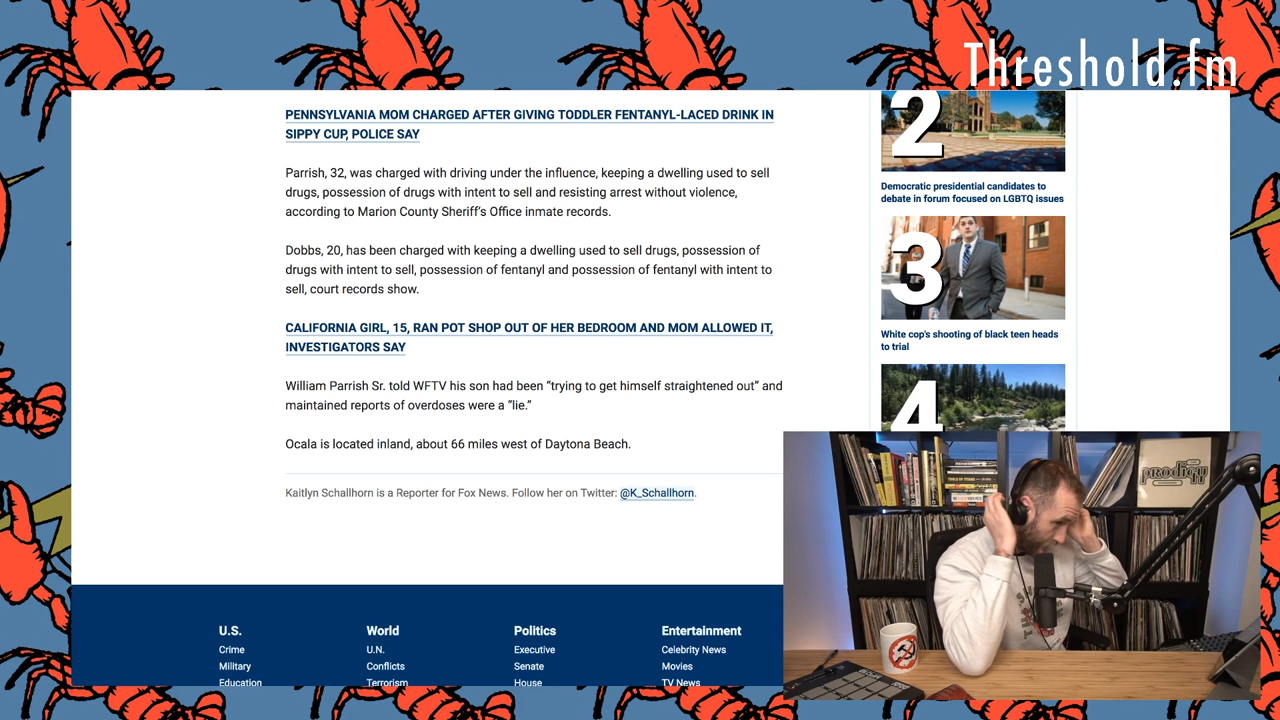 Threshold.fm
PENNSYLVANIA MOM CHARGED AFTER GIVING TODDLER FENTANYL-LACED DRINK IN
SIPPY CUP, POLICE SAY
Parrish, 32, was charged with driving under the influence, keeping a dwelling used to sell
drugs, possession of drugs with intent to sell and resisting arrest without violence,
according to Marion County Sheriff's Office inmate records.
Dobbs, 20, has been charged with keeping a dwelling used to sell drugs, possession of
drugs with intent to sell, possession of fentanyl and possession of fentanyl with intent to
sell, court records show.
CALIFORNIA GIRL, 15, RAN POT SHOP OUT OF HER BEDROOM AND MOM ALLOWED IT,
INVESTIGATORS SAY
William Parrish Sr. told WFTV his son had been “trying to get himself straightened out” and
maintained reports of overdoses were a “lie.”
Ocala is located inland, about 66 miles west of Daytona Beach.
Kaitlyn Schallhorn is a Reporter for Fox News. Follow her on Twitter: @K_Schallhorn.
2
Democratic presidential candidates to
debate in forum focused on LGBTQ issues
3
White cop's shooting of black teen heads
to trial
4
prodigy
U.S.
Crime
Military
Education
World
U.N.
Conflicts
Terrorism
Politics
Executive
Senate
House
Entertainment
Celebrity News
Movies
TV News